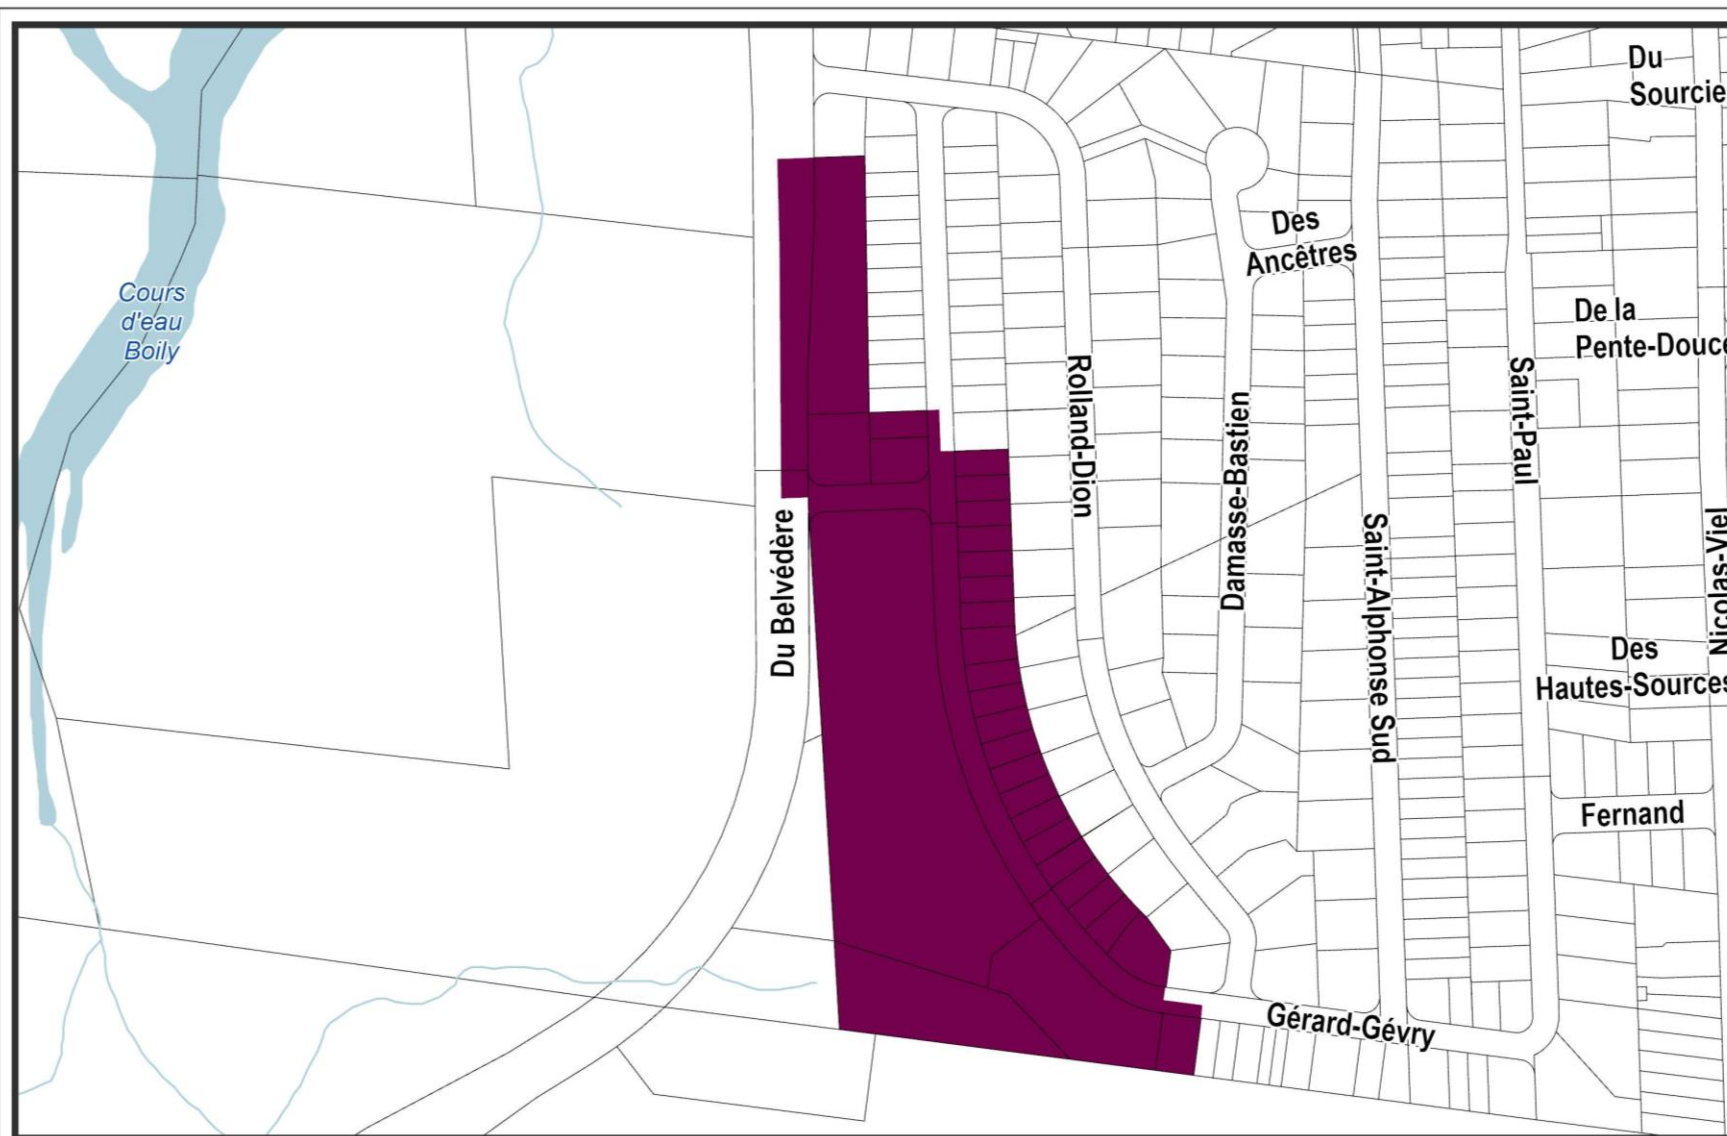 Du
Sourcie
Des
Ancêtres
Cours
d'eau
Boily
De la
Pente-Douce
Rolland-Dion
Saint-Paul
Damasse-Bastien
Du Belvédère
Saint-Alphonse Sud
Nicolas-Viel
Des
Hautes-Sources
Fernand
Gérard-Gévry